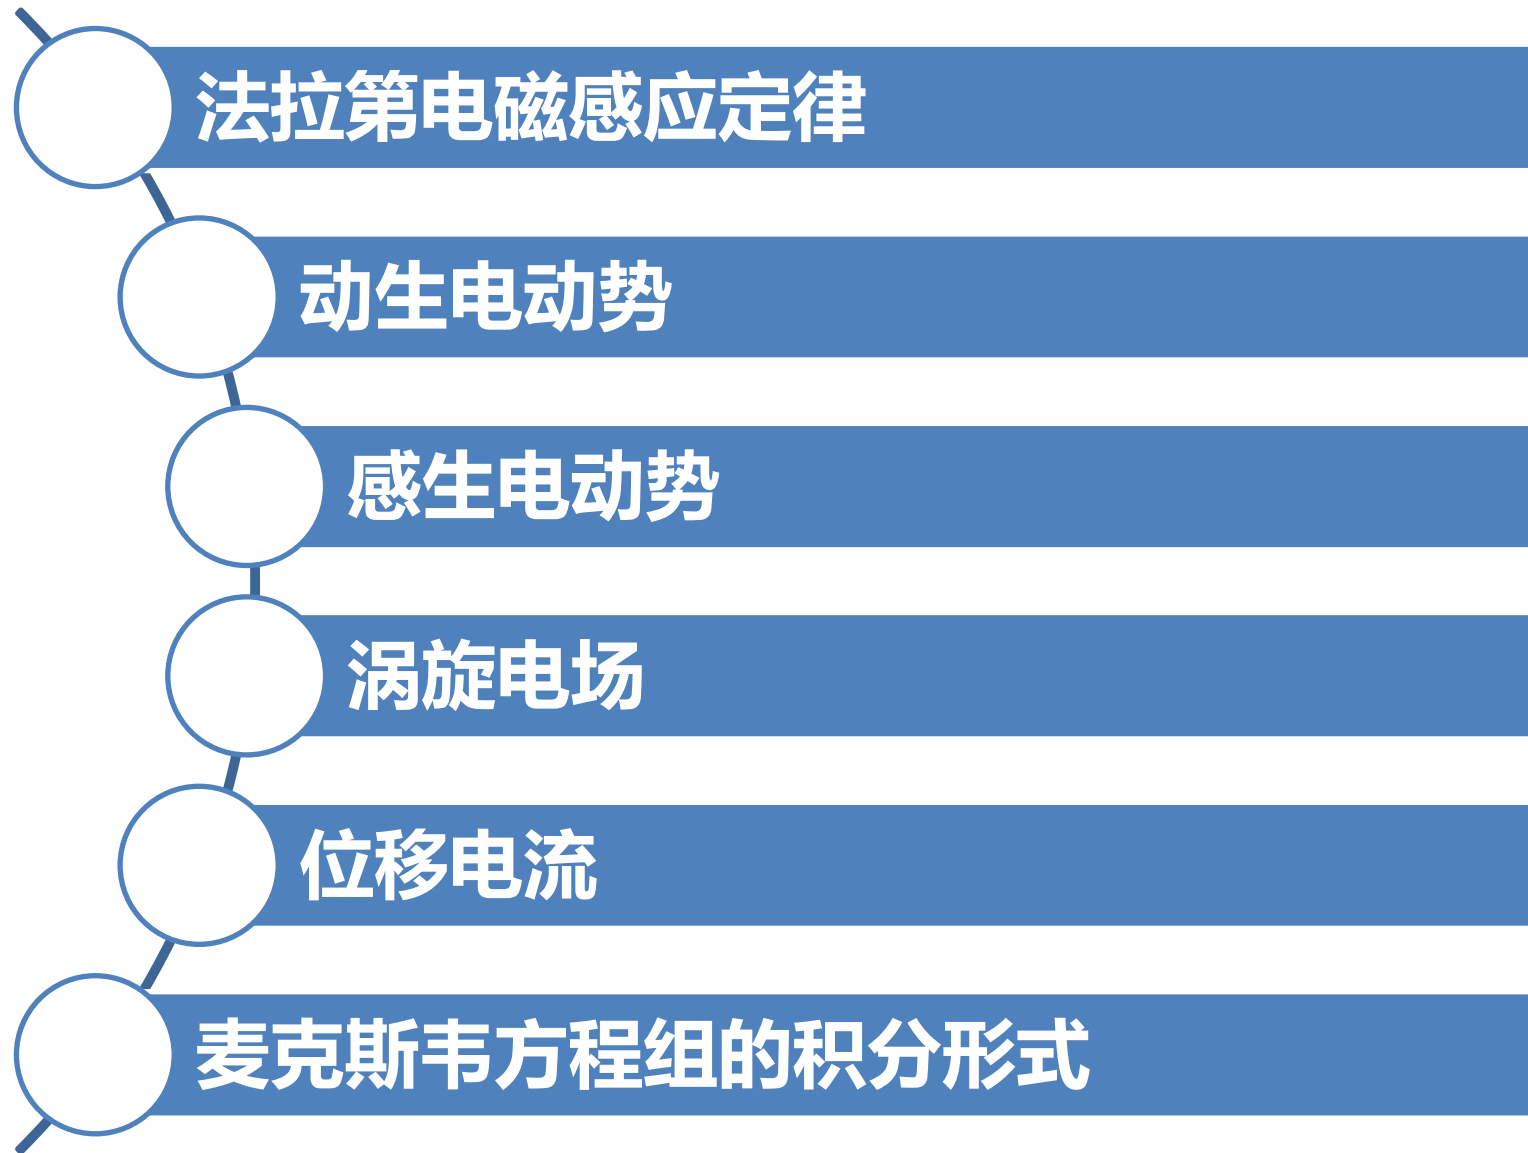 法拉第电磁感应定律
动生电动势
感生电动势
涡旋电场
位移电流
麦克斯韦方程组的积分形式